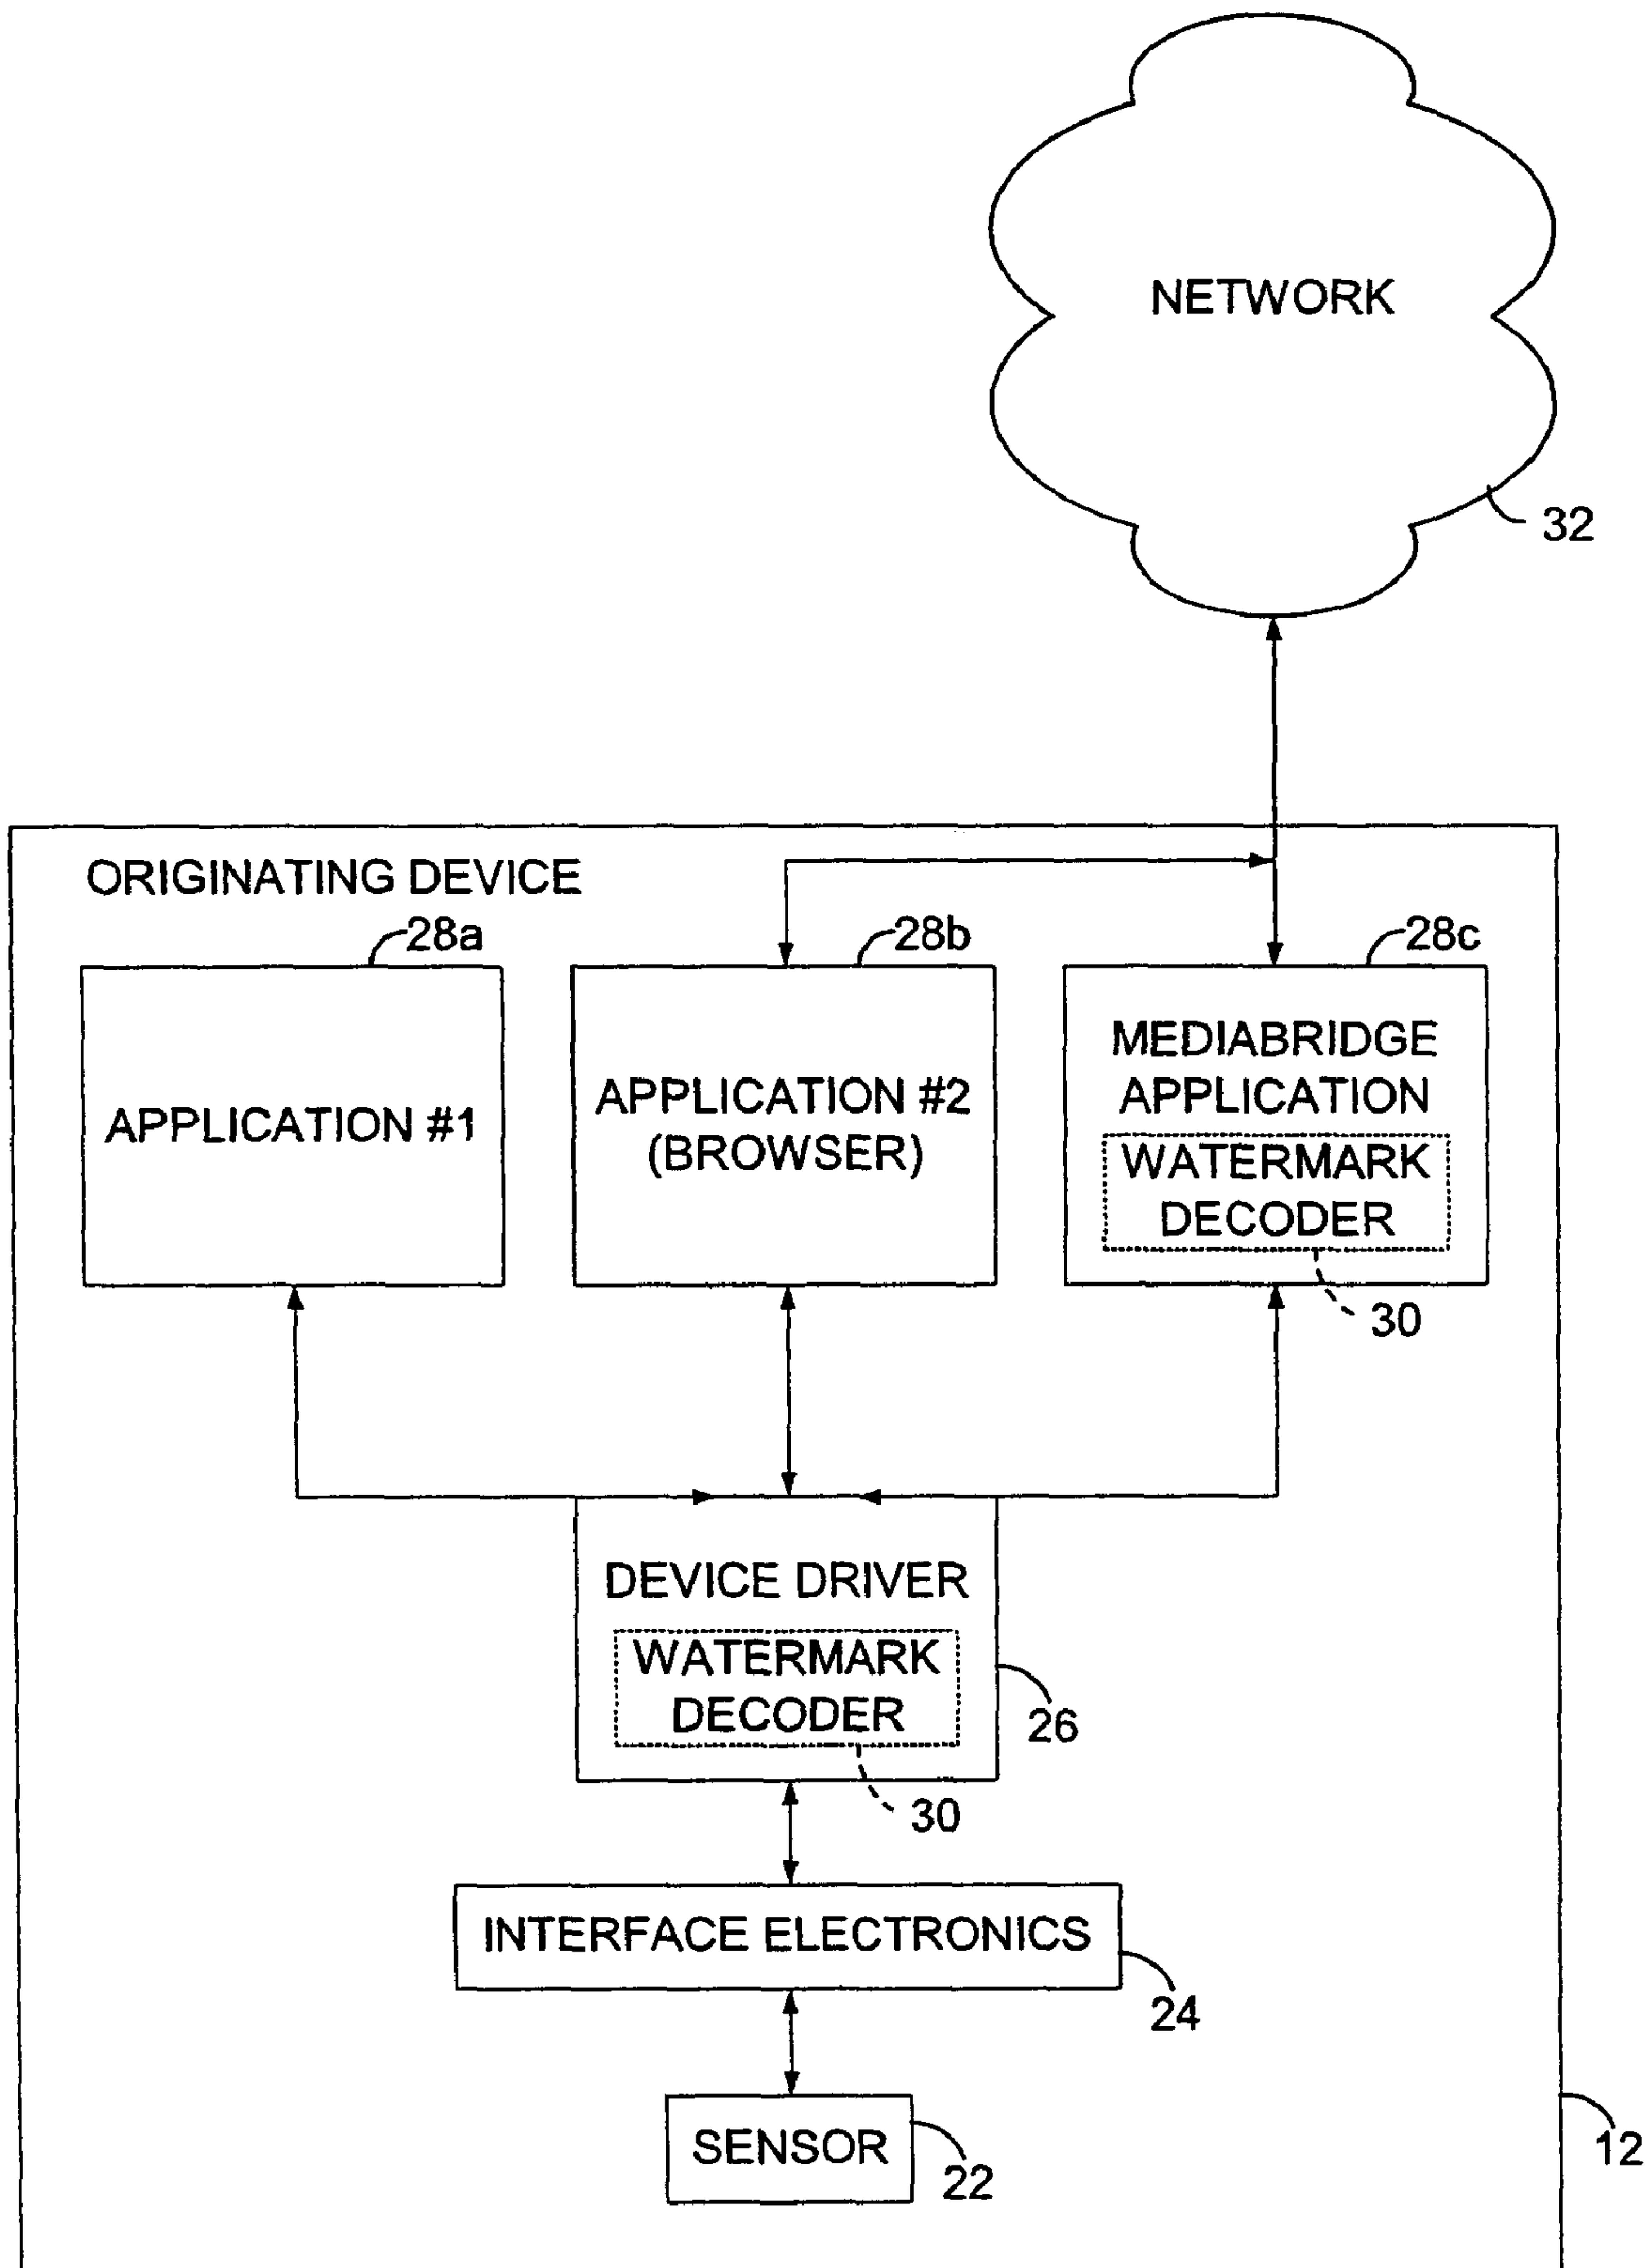 NETWORK
32
ORIGINATING DEVICE
28a
28b
28c
APPLICATION #1
APPLICATION #2
(BROWSER)
MEDIABRIDGE
APPLICATION
WATERMARK
DECODER
30
DEVICE DRIVER
WATERMARK
DECODER
26
30
INTERFACE ELECTRONICS
24
SENSOR
22
12